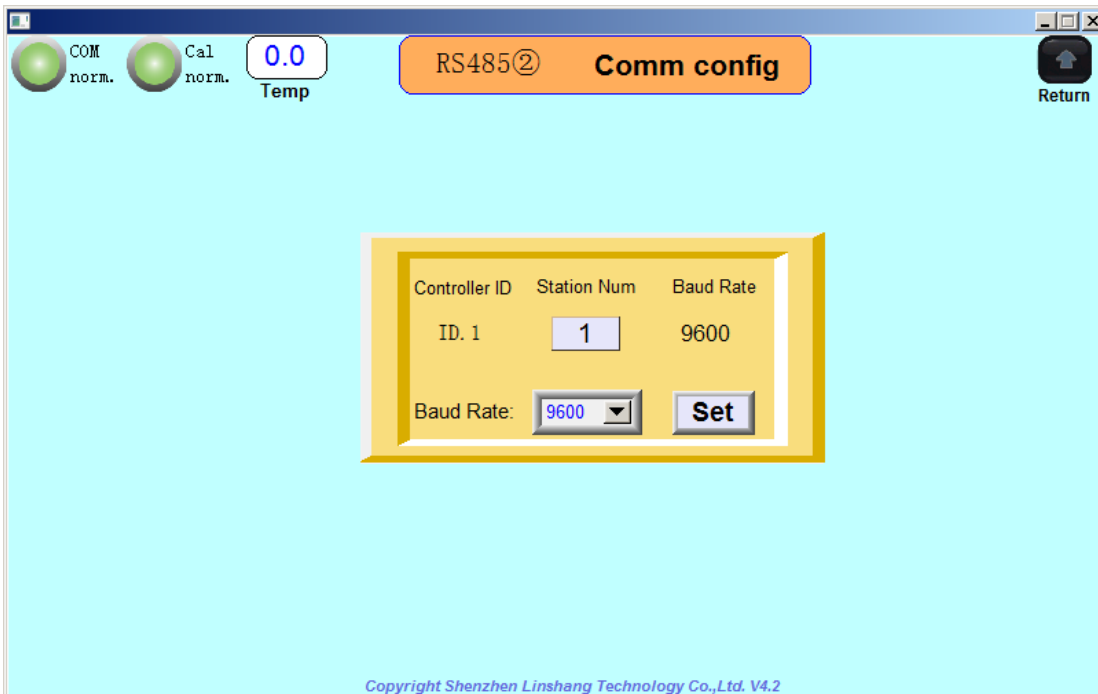 COM norm.
Cal norm.
0.0
Temp
RS485② Comm config
Return
Controller ID Station Num Baud Rate
ID. 1 1 9600
Baud Rate: 9600 Set
Copyright Shenzhen Linshang Technology Co.,Ltd. V4.2